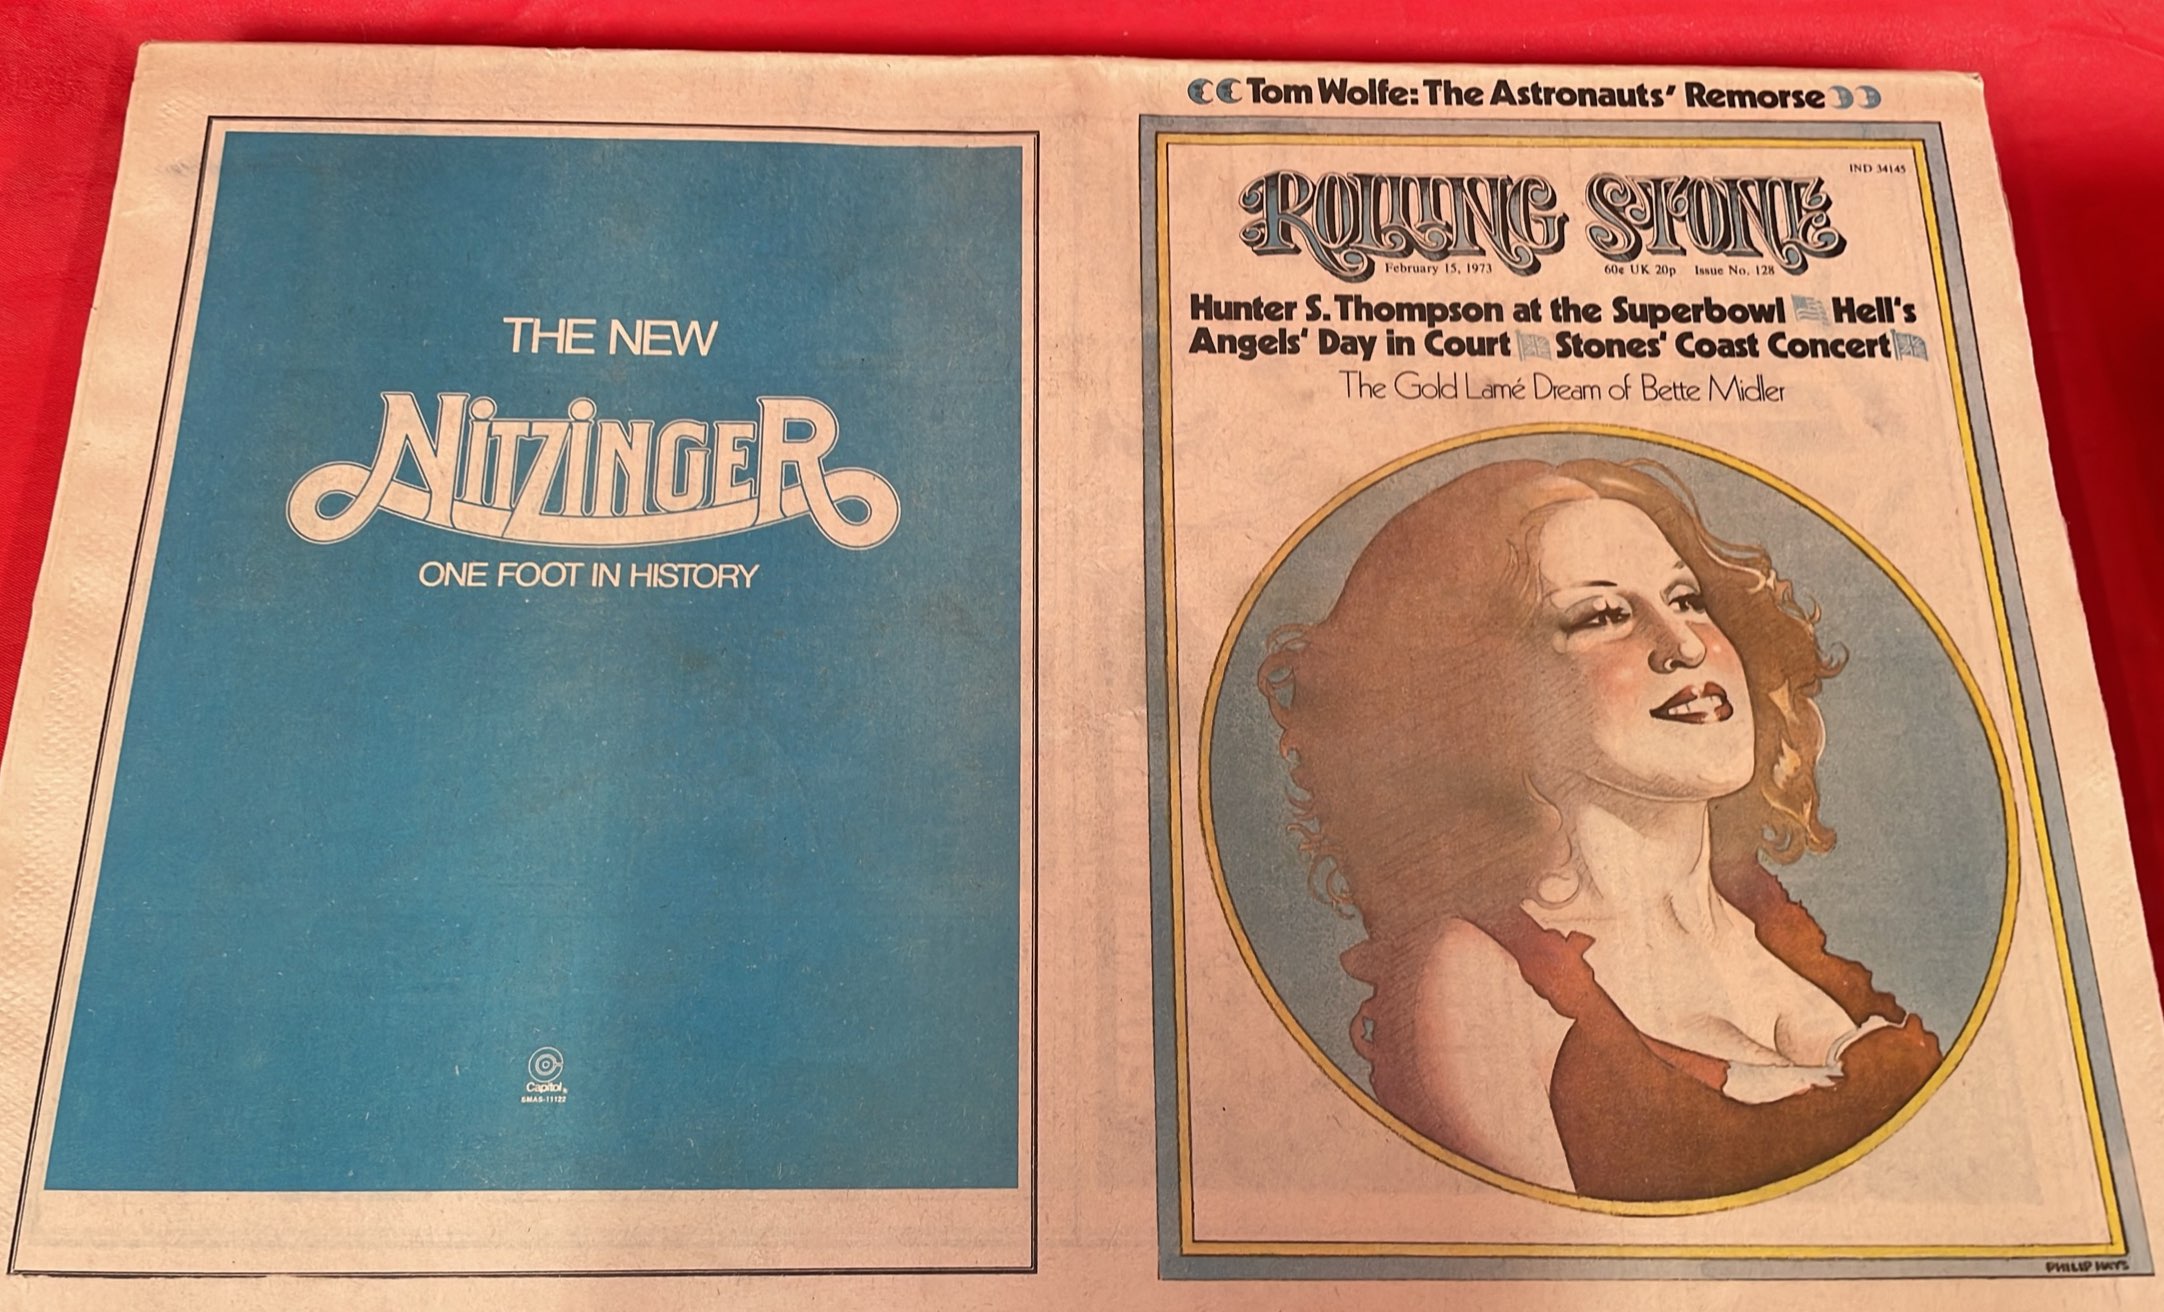 THE NEW
NITZINGER
ONE FOOT IN HISTORY
Capitol
SMAS-11122
Tom Wolfe: The Astronauts' Remorse
IND 34145
ROLLING STONE
February 15, 1973 60¢ UK 20p Issue No. 128
Hunter S. Thompson at the Superbowl Hell's
Angels' Day in Court Stones' Coast Concert
The Gold Lamé Dream of Bette Midler
PHILIP HAYS